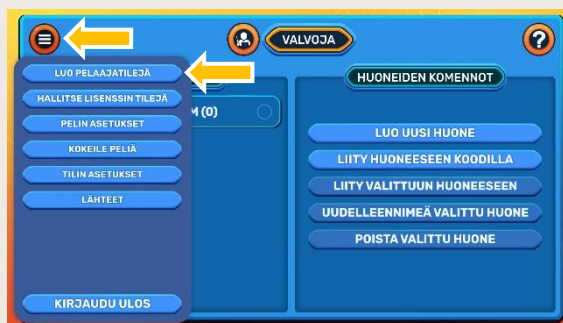 VALVOJA
?
LUO PELAAJATILEJÄ
HALLITSE LISENSSIN TILEJÄ
PELIN ASETUKSET
KOKEILE PELIÄ
TILIN ASETUKSET
LÄHTEET
KIRJAUDU ULOS
(0)
HUONEIDEN KOMENNOT
LUO UUSI HUONE
LIITY HUONEESEEN KOODILLA
LIITY VALITTUUN HUONEESEEN
UUDELLEENNIMEÄ VALITTU HUONE
POISTA VALITTU HUONE